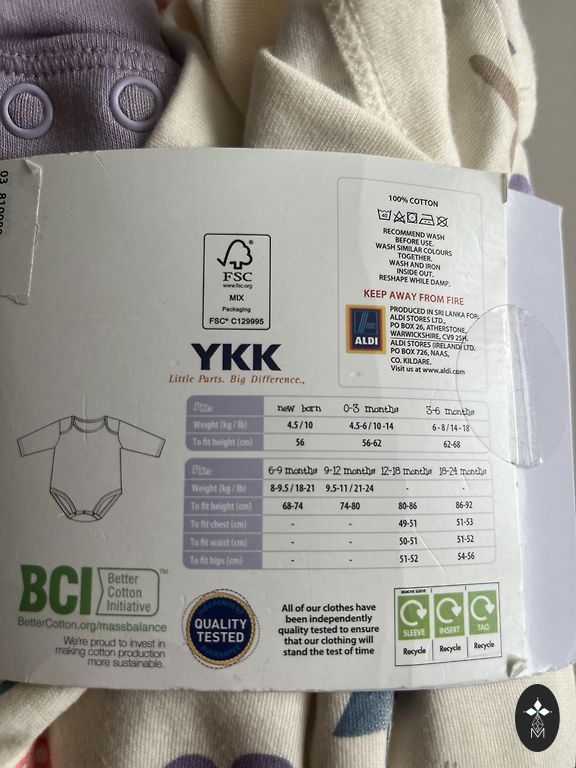 100% COTTON
RECOMMEND WASH
BEFORE USE.
WASH SIMILAR COLOURS
TOGETHER.
WASH AND IRON
INSIDE OUT.
RESHAPE WHILE DAMP.
KEEP AWAY FROM FIRE
ALDI
PRODUCED IN SRI LANKA FOR:
ALDI STORES LTD.,
PO BOX 26, ATHERSTONE,
WARWICKSHIRE, CV9 2SH.
ALDI STORES (IRELAND) LTD.
PO BOX 726, NAAS,
CO. KILDARE.
Visit us at www.aldi.com
FSC
www.fsc.org
MIX
Packaging
FSC® C129995
YKK
Little Parts. Big Difference.
Size new born 0-3 months 3-6 months
Weight (kg / lb) 4.5 / 10 4.5-6 / 10 -14 6 - 8 / 14 - 18
To fit height (cm) 56 56-62 62-68
Size 6-9 months 9-12 months 12-18 months 18-24 months
Weight (kg / lb) 8-9.5 / 18-21 9.5-11 / 21-24 - -
To fit height (cm) 68-74 74-80 80-86 86-92
To fit chest (cm) - - 49-51 51-53
To fit waist (cm) - - 50-51 51-52
To fit hips (cm) - - 51-52 54-56
BCI Better
Cotton
Initiative™
BetterCotton.org/massbalance
We're proud to invest in
making cotton production
more sustainable.
INDEPENDENT
QUALITY
TESTED
GUARANTEE
All of our clothes have
been independently
quality tested to ensure
that our clothing will
stand the test of time
REMOVE SLEEVE
SLEEVE INSERT TAG
Recycle Recycle Recycle
M